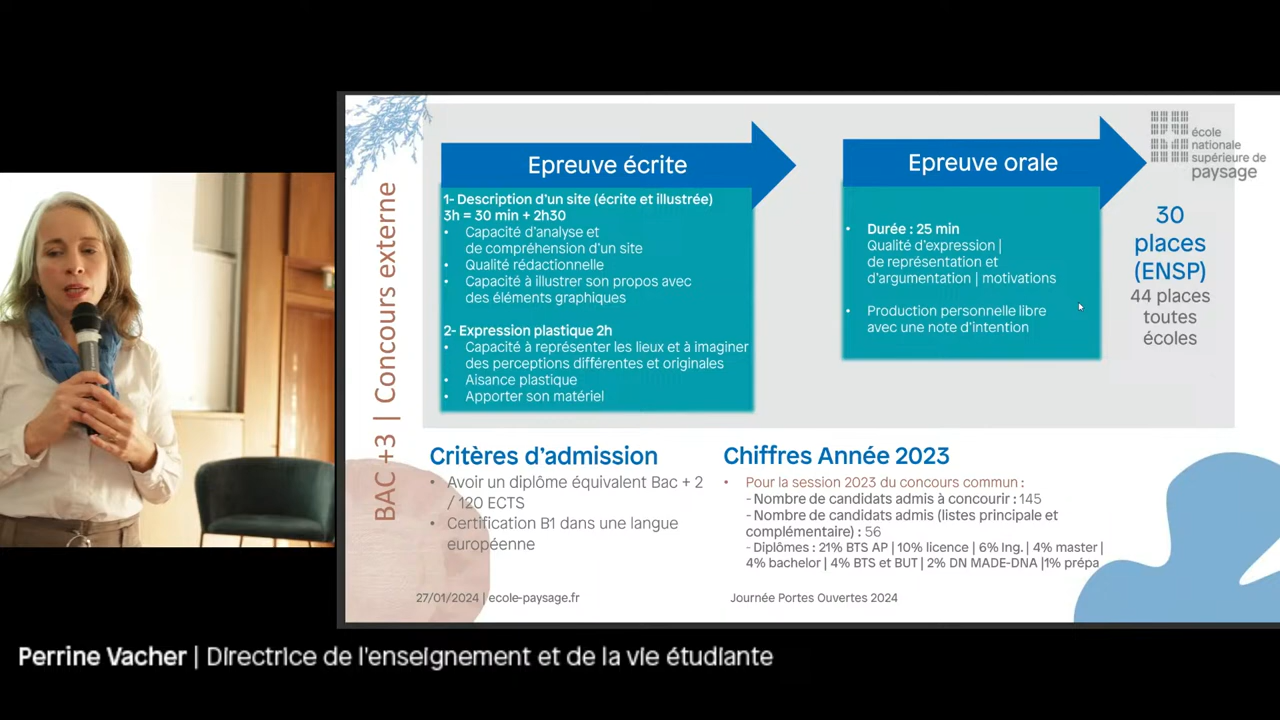 BAC +3 | Concours externe
Epreuve écrite
1- Description d'un site (écrite et illustrée)
3h = 30 min + 2h30
• Capacité d'analyse et
de compréhension d'un site
• Qualité rédactionnelle
• Capacité à illustrer son propos avec
des éléments graphiques
2- Expression plastique 2h
• Capacité à représenter les lieux et à imaginer
des perceptions différentes et originales
• Aisance plastique
• Apporter son matériel
Epreuve orale
• Durée : 25 min
Qualité d'expression |
de représentation et
d'argumentation | motivations
• Production personnelle libre
avec une note d'intention
école
nationale
supérieure de
paysage
30
places
(ENSP)
44 places
toutes
écoles
Critères d'admission
• Avoir un diplôme équivalent Bac + 2
/ 120 ECTS
• Certification B1 dans une langue
européenne
Chiffres Année 2023
• Pour la session 2023 du concours commun :
- Nombre de candidats admis à concourir : 145
- Nombre de candidats admis (listes principale et
complémentaire) : 56
- Diplômes : 21% BTS AP | 10% licence | 6% Ing. | 4% master |
4% bachelor | 4% BTS et BUT | 2% DN MADE-DNA |1% prépa
27/01/2024 | ecole-paysage.fr
Journée Portes Ouvertes 2024
Perrine Vacher | Directrice de l'enseignement et de la vie étudiante